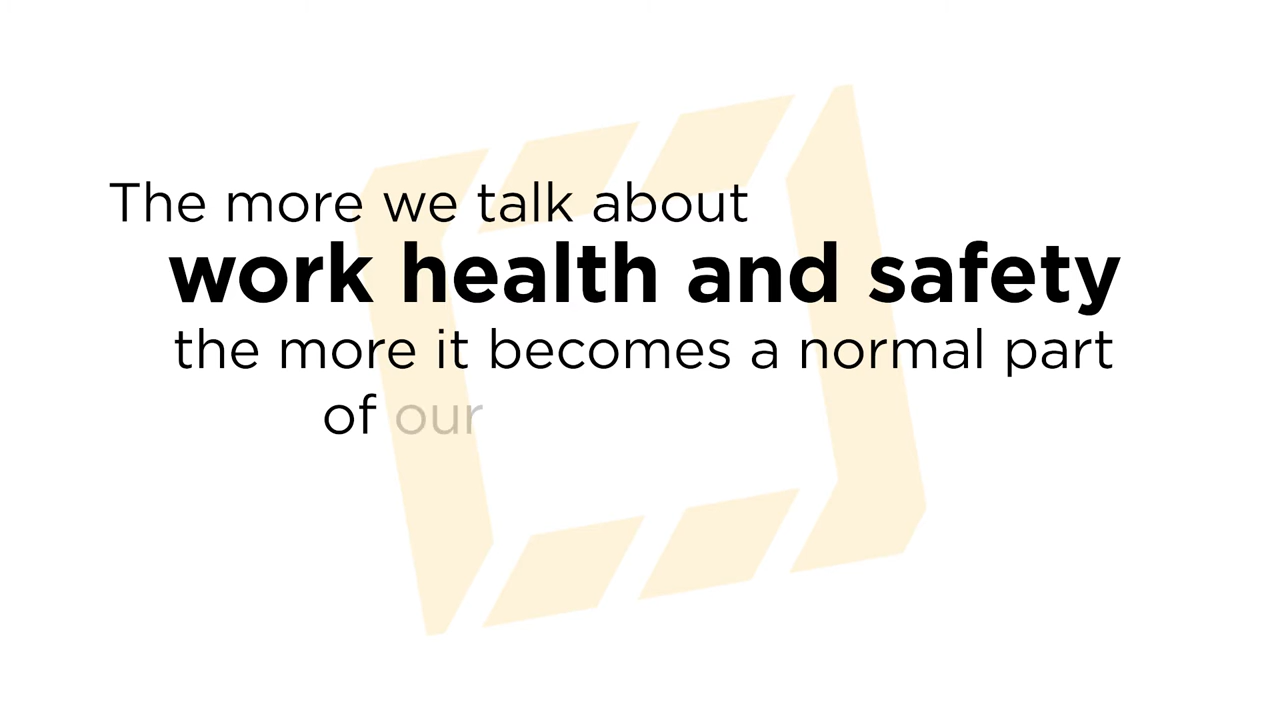 The more we talk about
work health and safety
the more it becomes a normal part
of our